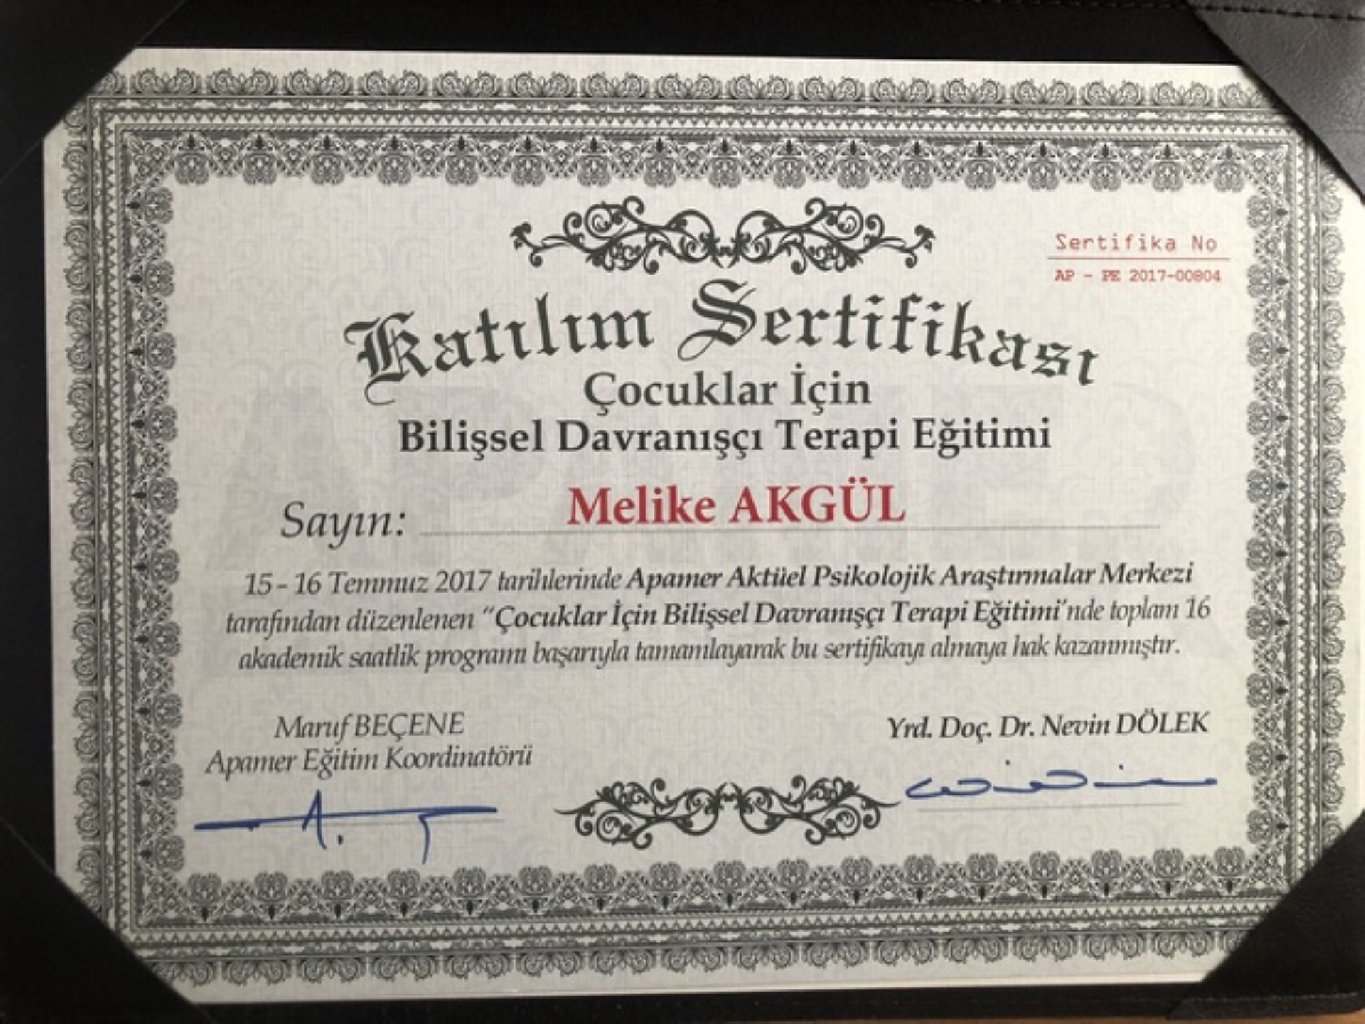 Sertifika No
AP - PE 2017-00804
Katılım Sertifikası
Çocuklar İçin
Bilişsel Davranışçı Terapi Eğitimi
Sayın: Melike AKGÜL
15 - 16 Temmuz 2017 tarihlerinde Apamer Aktüel Psikolojik Araştırmalar Merkezi
tarafından düzenlenen “Çocuklar İçin Bilişsel Davranışçı Terapi Eğitimi'nde toplam 16
akademik saatlik programı başarıyla tamamlayarak bu sertifikayı almaya hak kazanmıştır.
Maruf BEÇENE
Apamer Eğitim Koordinatörü
Yrd. Doç. Dr. Nevin DÖLEK